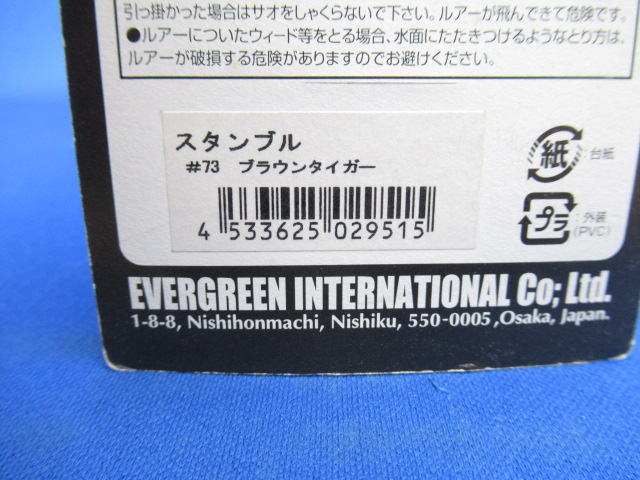 引っ掛かった場合はサオをしゃくらないで下さい。ルアーが飛んできて危険です。
●ルアーについたウィード等をとる場合、水面にたたきつけるようなとり方は、
ルアーが破損する危険がありますのでお避けください。
スタンブル
#73 ブラウンタイガー
4 533625 029515
紙 :台紙
プラ :外装
(PVC)
EVERGREEN INTERNATIONAL Co; Ltd.
1-8-8, Nishihonmachi, Nishiku, 550-0005 ,Osaka, Japan.